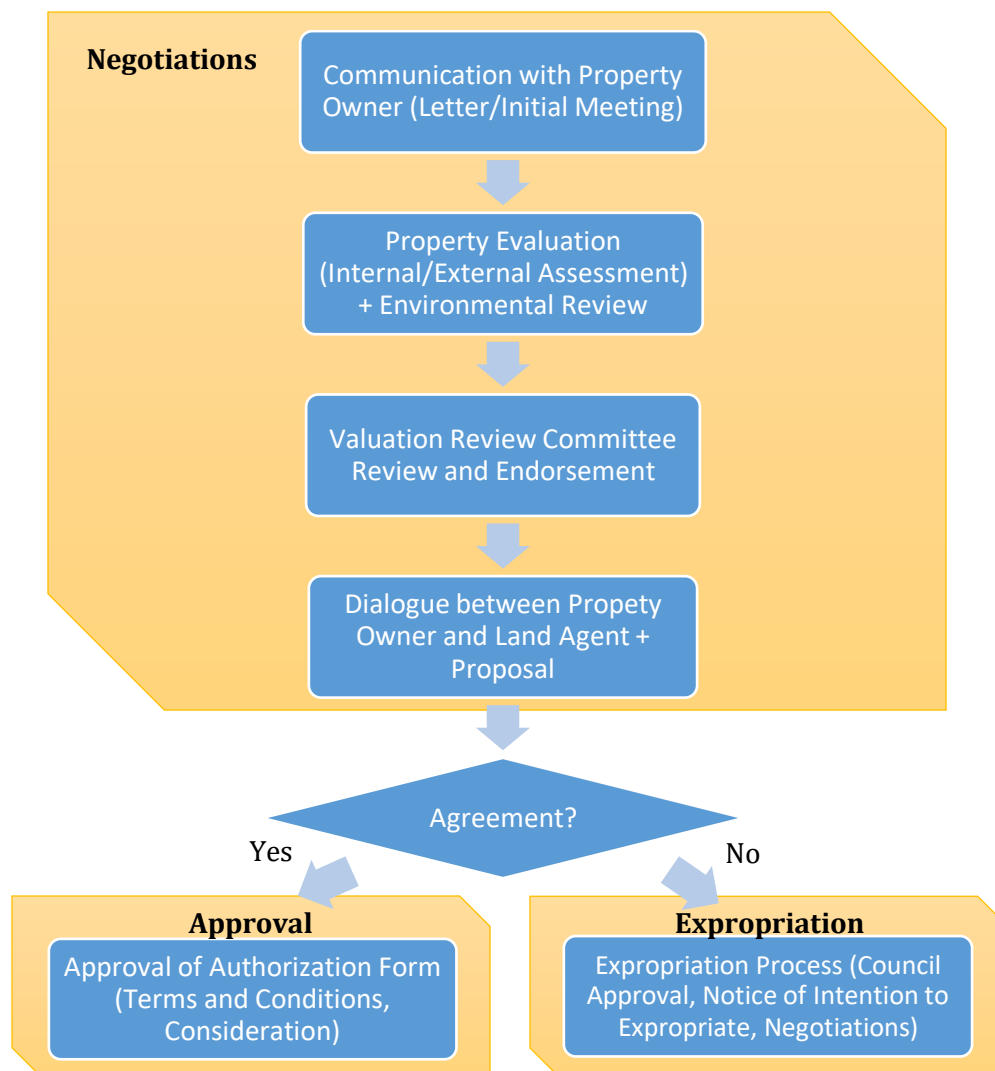 Negotiations
Communication with Property
Owner (Letter/Initial Meeting)
Property Evaluation
(Internal/External Assessment)
+ Environmental Review
Valuation Review Committee
Review and Endorsement
Dialogue between Propety
Owner and Land Agent +
Proposal
Agreement?
Yes
No
Approval
Approval of Authorization Form
(Terms and Conditions,
Consideration)
Expropriation
Expropriation Process (Council
Approval, Notice of Intention to
Expropriate, Negotiations)